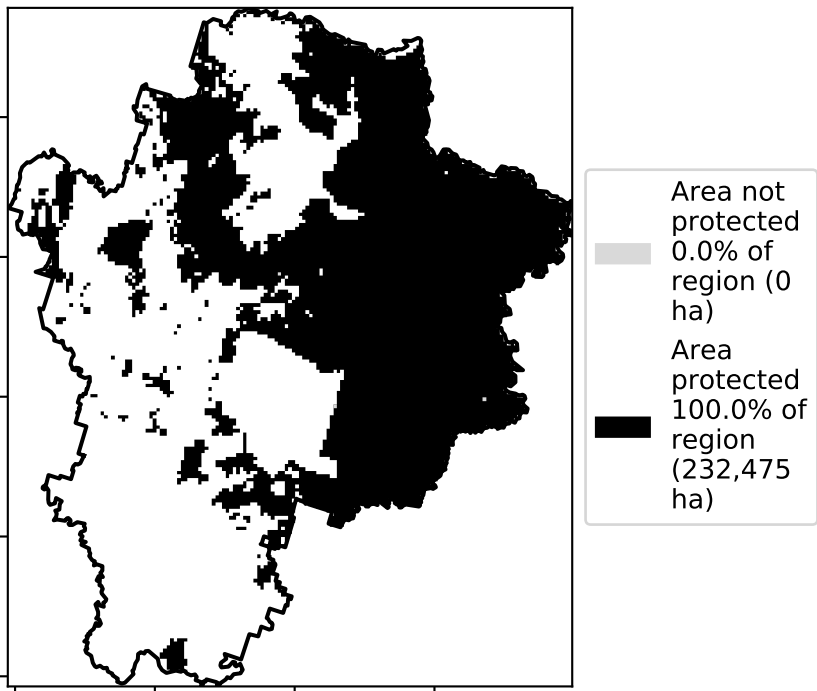 Area not
protected
0.0% of
region (0
ha)
Area
protected
100.0% of
region
(232,475
ha)